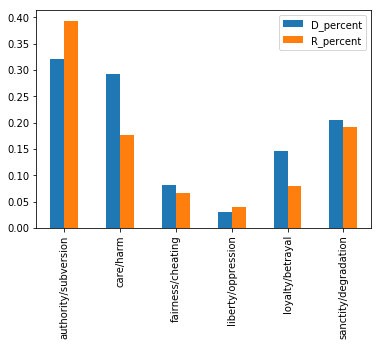 D_percent
R_percent
0.40
0.35
0.30
0.25
0.20
0.15
0.10
0.05
0.00
authority/subversion
care/harm
fairness/cheating
liberty/oppression
loyalty/betrayal
sanctity/degradation